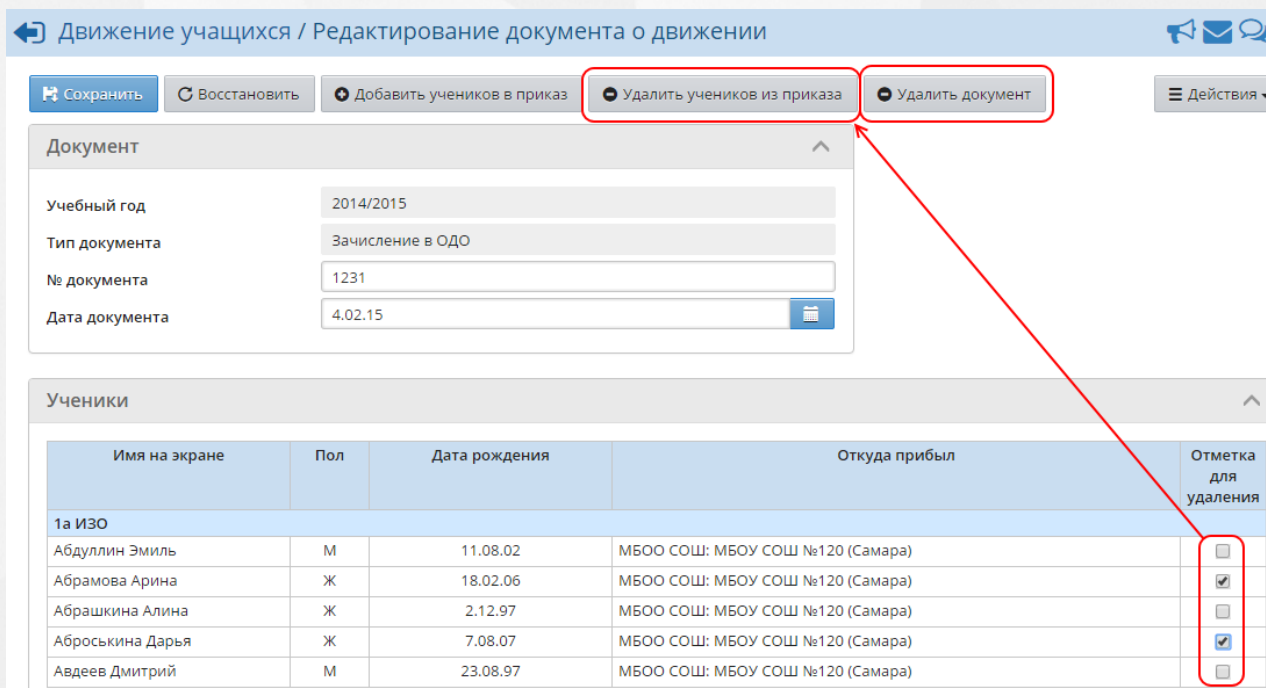 Движение учащихся / Редактирование документа о движении
Сохранить Восстановить Добавить учеников в приказ Удалить учеников из приказа Удалить документ Действия
Документ
Учебный год 2014/2015
Тип документа Зачисление в ОДО
№ документа 1231
Дата документа 4.02.15
Ученики
Имя на экране Пол Дата рождения Откуда прибыл Отметка
для
удаления
1а ИЗО
Абдуллин Эмиль М 11.08.02 МБОО СОШ: МБОУ СОШ №120 (Самара)
Абрамова Арина Ж 18.02.06 МБОО СОШ: МБОУ СОШ №120 (Самара)
Абрашкина Алина Ж 2.12.97 МБОО СОШ: МБОУ СОШ №120 (Самара)
Аброськина Дарья Ж 7.08.07 МБОО СОШ: МБОУ СОШ №120 (Самара)
Авдеев Дмитрий М 23.08.97 МБОО СОШ: МБОУ СОШ №120 (Самара)